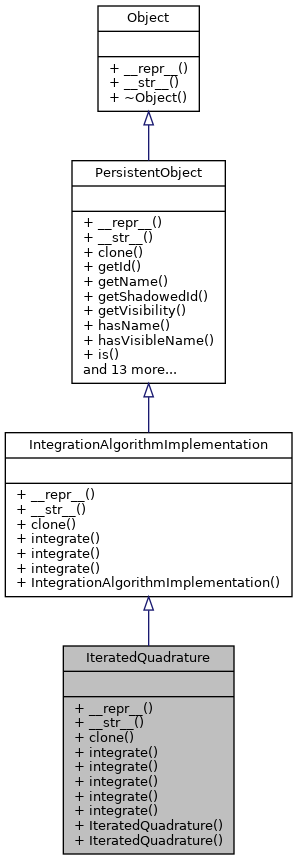 Object
+ __repr__()
+ __str__()
+ ~Object()
PersistentObject
+ __repr__()
+ __str__()
+ clone()
+ getId()
+ getName()
+ getShadowedId()
+ getVisibility()
+ hasName()
+ hasVisibleName()
+ is()
and 13 more...
IntegrationAlgorithmImplementation
+ __repr__()
+ __str__()
+ clone()
+ integrate()
+ integrate()
+ integrate()
+ IntegrationAlgorithmImplementation()
IteratedQuadrature
+ __repr__()
+ __str__()
+ clone()
+ integrate()
+ integrate()
+ integrate()
+ integrate()
+ integrate()
+ IteratedQuadrature()
+ IteratedQuadrature()